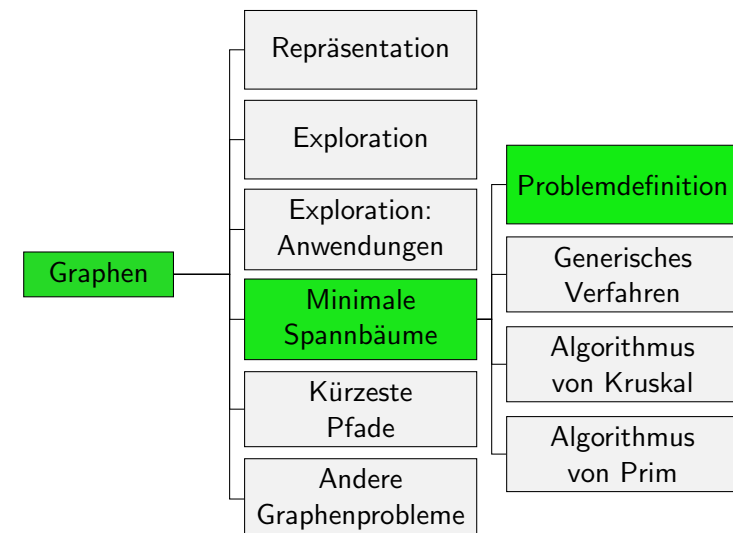 Graphen
Repräsentation
Exploration
Exploration:
Anwendungen
Minimale
Spannbäume
Kürzeste
Pfade
Andere
Graphenprobleme
Problemdefinition
Generisches
Verfahren
Algorithmus
von Kruskal
Algorithmus
von Prim